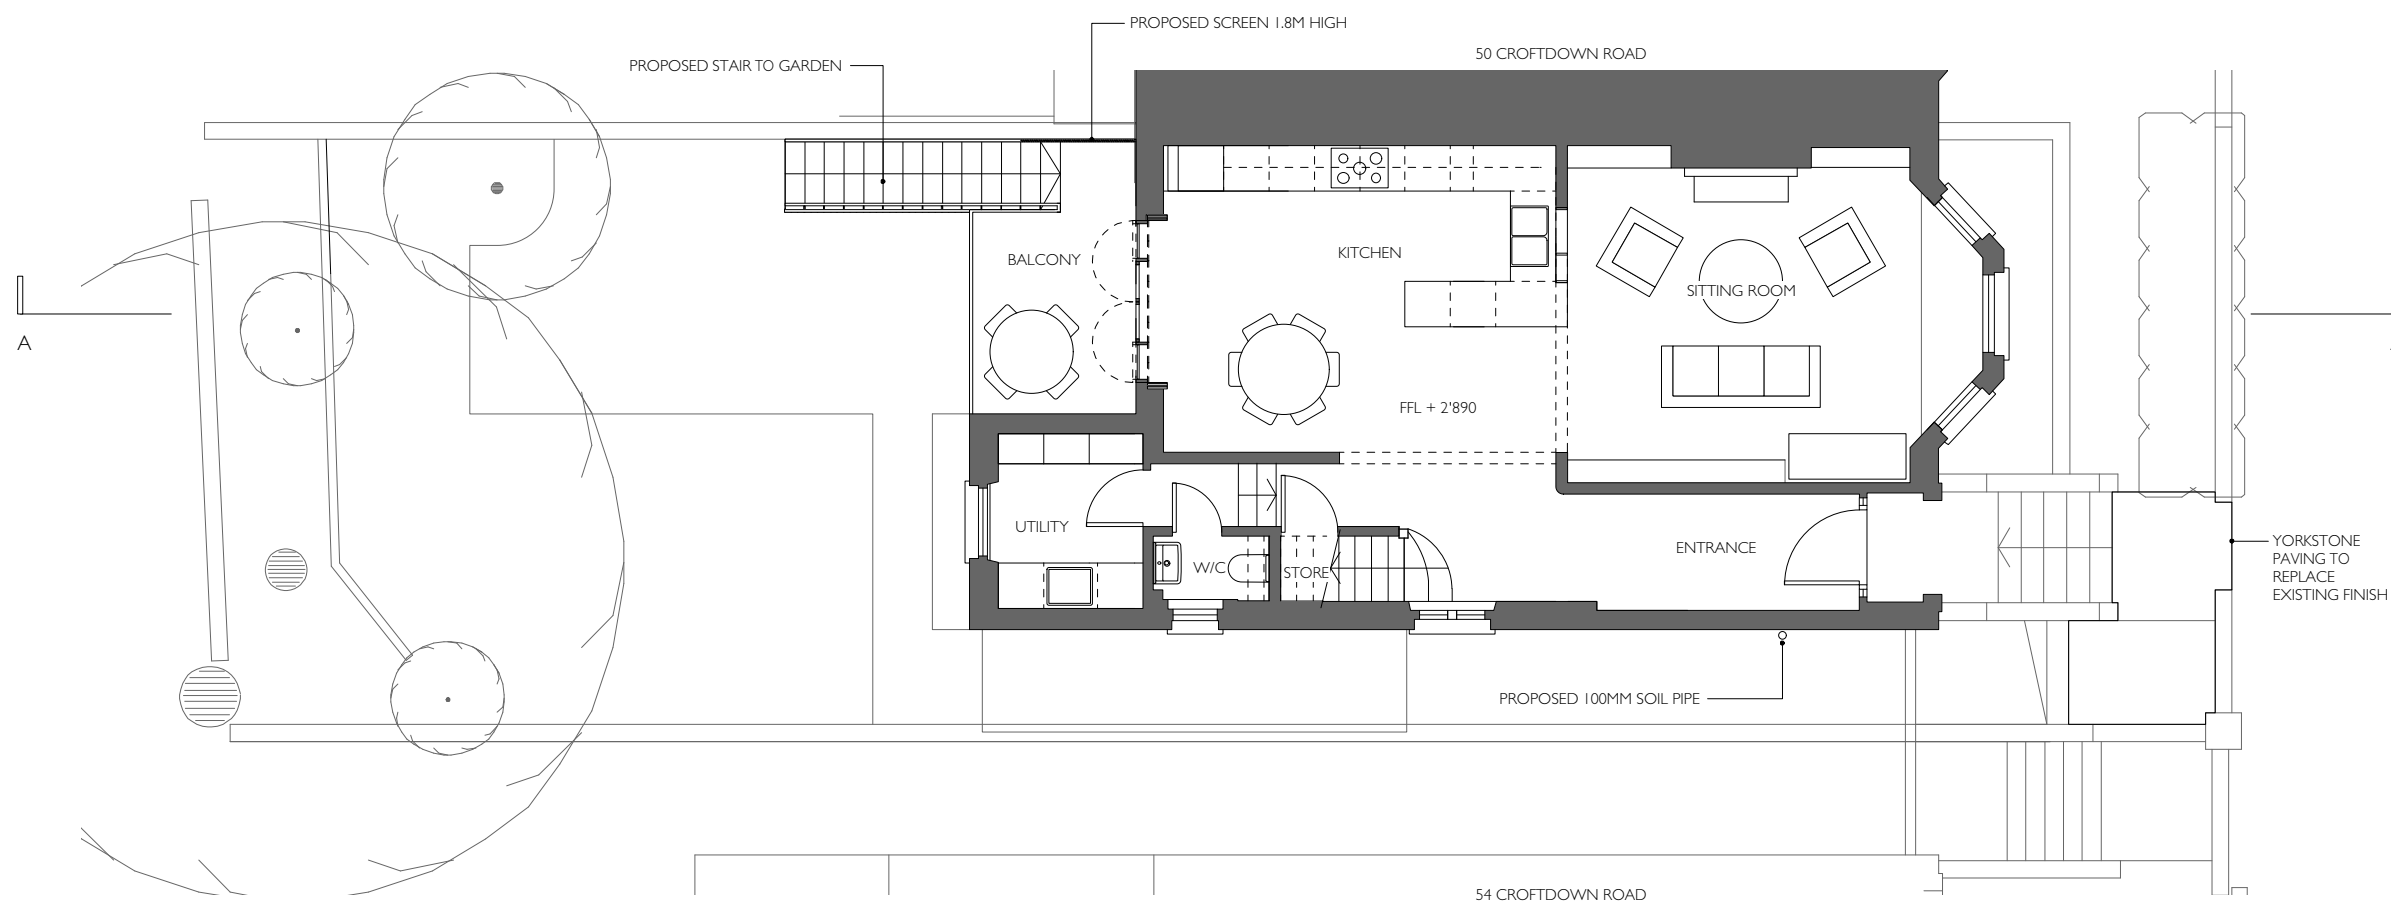 PROPOSED SCREEN 1.8M HIGH
50 CROFTDOWN ROAD
PROPOSED STAIR TO GARDEN
BALCONY
KITCHEN
SITTING ROOM
A
FFL + 2'890
UTILITY
W/C
STORE
ENTRANCE
YORKSTONE
PAVING TO
REPLACE
EXISTING FINISH
PROPOSED 100MM SOIL PIPE
54 CROFTDOWN ROAD